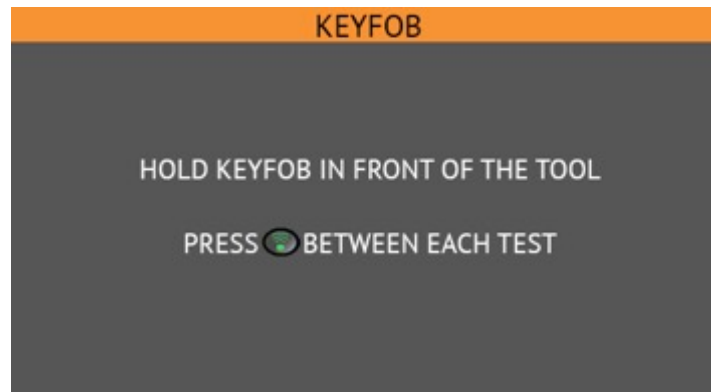 KEYFOB
HOLD KEYFOB IN FRONT OF THE TOOL
PRESS BETWEEN EACH TEST